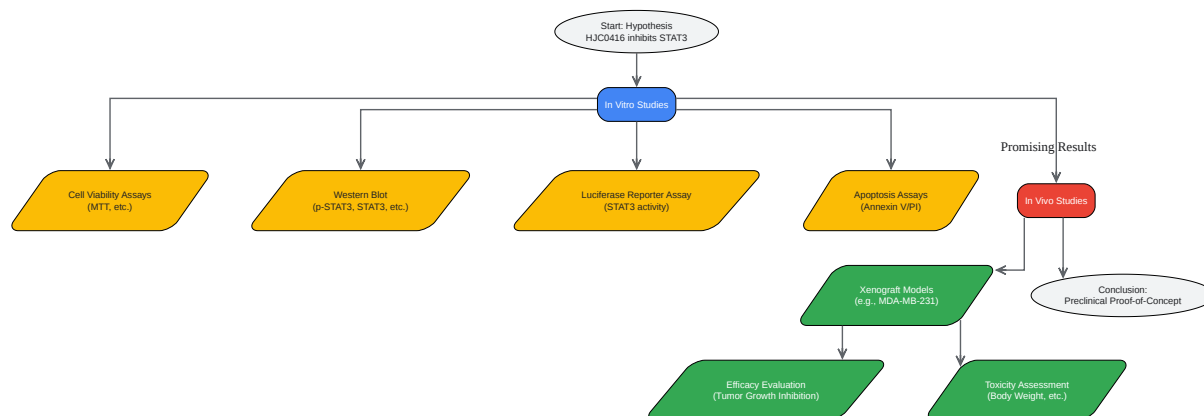 Start: Hypothesis
HJC0416 inhibits STAT3
In Vitro Studies
Promising Results
Cell Viability Assays
(MTT, etc.)
Western Blot
(p-STAT3, STAT3, etc.)
Luciferase Reporter Assay
(STAT3 activity)
Apoptosis Assays
(Annexin V/PI)
In Vivo Studies
Xenograft Models
(e.g., MDA-MB-231)
Conclusion:
Preclinical Proof-of-Concept
Efficacy Evaluation
(Tumor Growth Inhibition)
Toxicity Assessment
(Body Weight, etc.)